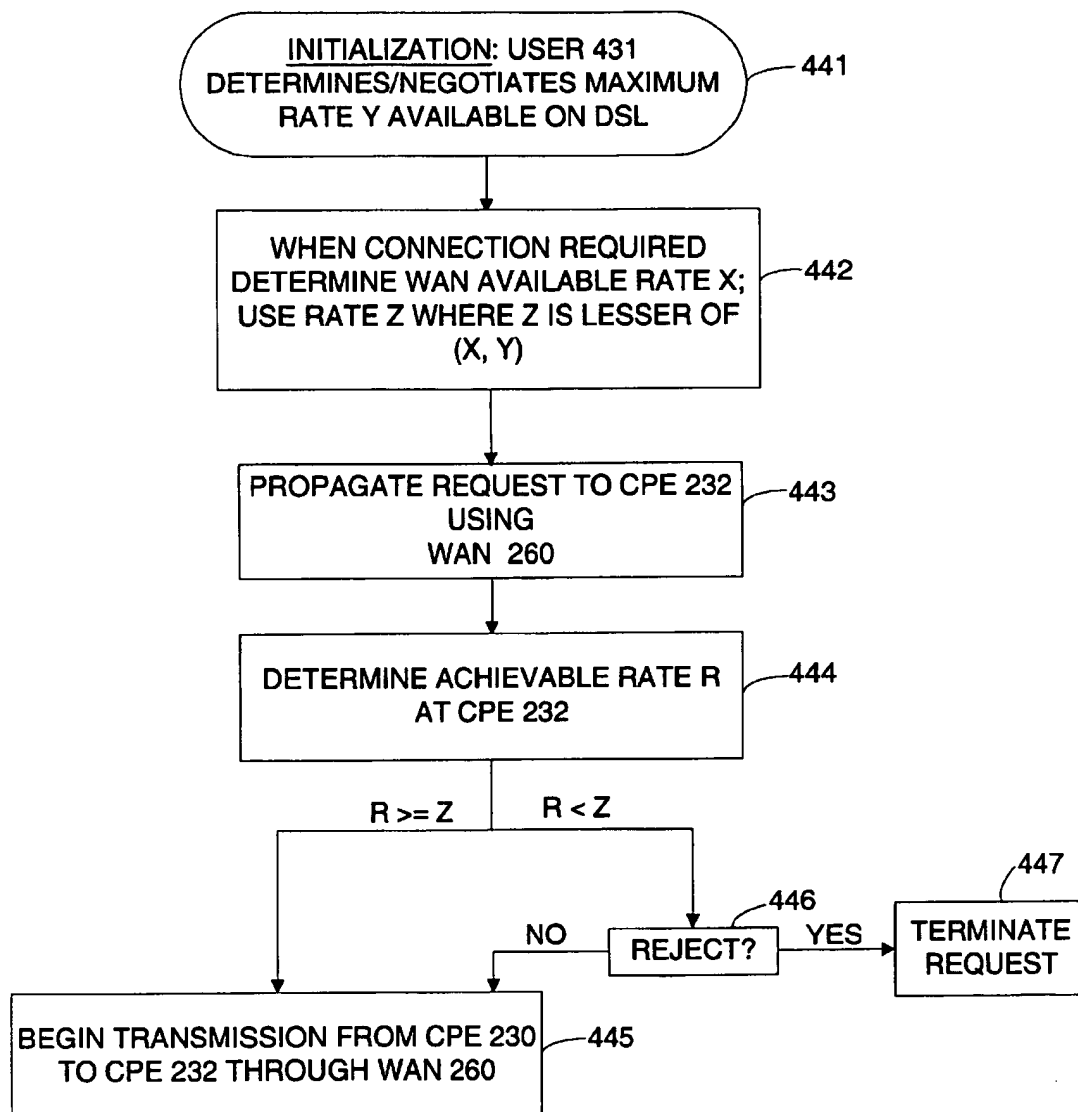 INITIALIZATION: USER 431
DETERMINES/NEGOTIATES MAXIMUM
RATE Y AVAILABLE ON DSL
441
WHEN CONNECTION REQUIRED
DETERMINE WAN AVAILABLE RATE X;
USE RATE Z WHERE Z IS LESSER OF
(X, Y)
442
PROPAGATE REQUEST TO CPE 232
USING
WAN 260
443
DETERMINE ACHIEVABLE RATE R
AT CPE 232
444
R >= Z
R < Z
446
447
NO
REJECT?
YES
TERMINATE
REQUEST
BEGIN TRANSMISSION FROM CPE 230
TO CPE 232 THROUGH WAN 260
445